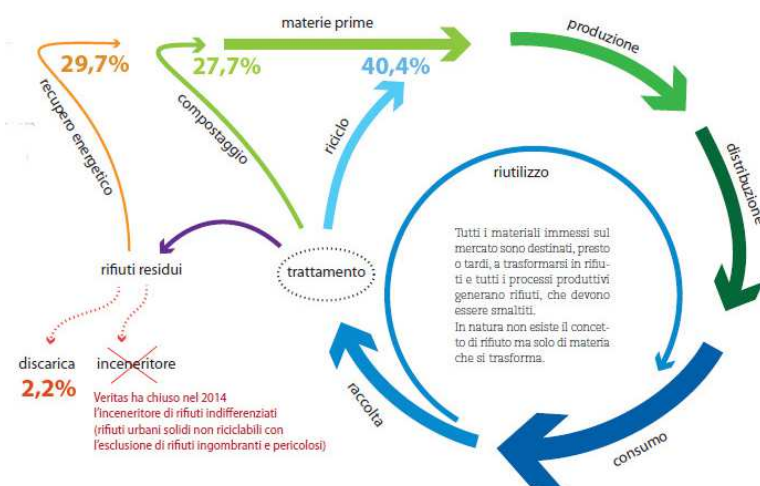 materie prime
produzione
29,7%
27,7%
40,4%
recupero energetico
compostaggio
riciclo
distribuzione
riutilizzo
Tutti i materiali immessi sul
mercato sono destinati, presto
o tardi, a trasformarsi in rifiu-
ti e tutti i processi produttivi
generano rifiuti, che devono
essere smaltiti.
In natura non esiste il concet-
to di rifiuto ma solo di materia
che si trasforma.
rifiuti residui
trattamento
discarica
2,2%
inceneritore
Veritas ha chiuso nel 2014
l'inceneritore di rifiuti indifferenziati
(rifiuti urbani solidi non riciclabili con
l'esclusione di rifiuti ingombranti e pericolosi)
raccolta
consumo